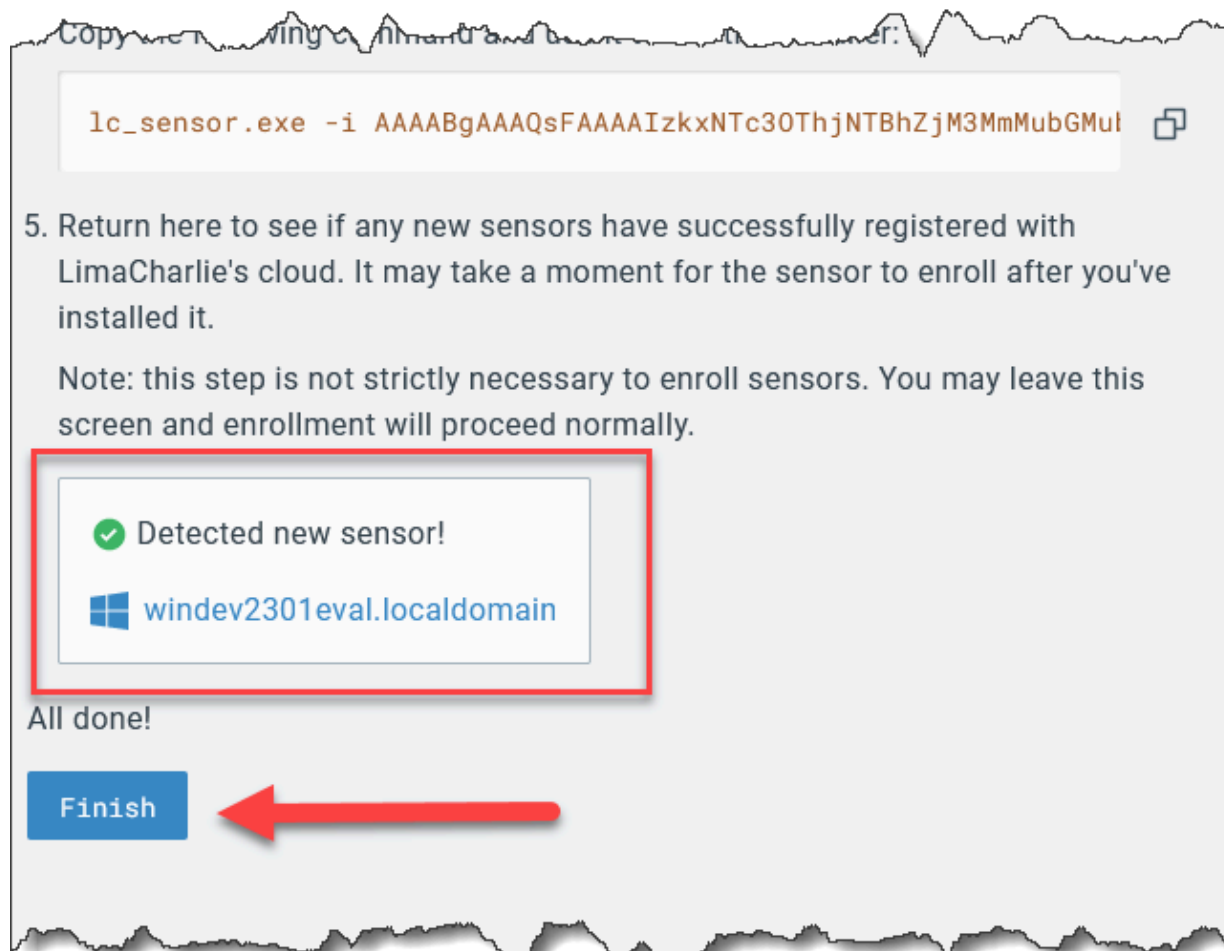 Copy
lc_sensor.exe -i AAAABgAAAQsFAAAAIzkxNTc3OThjNTBhZjM3MmMubGMub
5. Return here to see if any new sensors have successfully registered with
LimaCharlie's cloud. It may take a moment for the sensor to enroll after you've
installed it.
Note: this step is not strictly necessary to enroll sensors. You may leave this
screen and enrollment will proceed normally.
Detected new sensor!
windev2301eval.localdomain
All done!
Finish